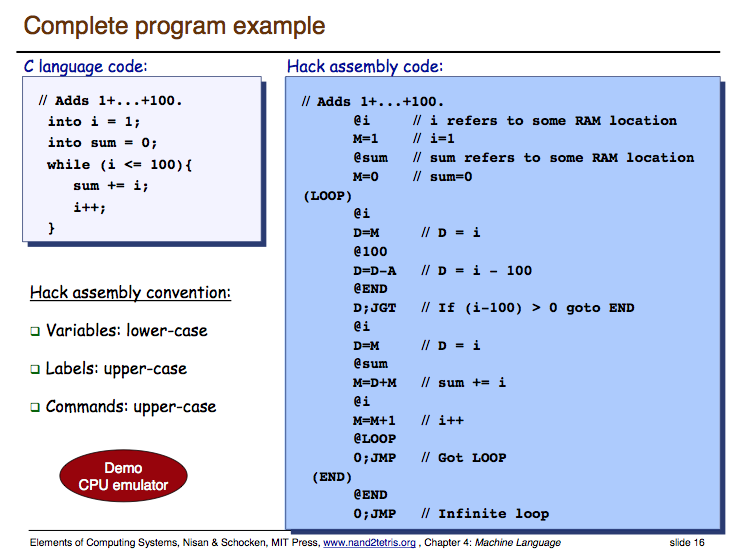 Complete program example
C language code:
// Adds 1+...+100.
into i = 1;
into sum = 0;
while (i <= 100){
sum += i;
i++;
}
Hack assembly convention:
Variables: lower-case
Labels: upper-case
Commands: upper-case
Demo
CPU emulator
Hack assembly code:
// Adds 1+...+100.
@i // i refers to some RAM location
M=1 // i=1
@sum // sum refers to some RAM location
M=0 // sum=0
(LOOP)
@i
D=M // D = i
@100
D=D-A // D = i - 100
@END
D;JGT // If (i-100) > 0 goto END
@i
D=M // D = i
@sum
M=D+M // sum += i
@i
M=M+1 // i++
@LOOP
0;JMP // Got LOOP
(END)
@END
0;JMP // Infinite loop
Elements of Computing Systems, Nisan & Schocken, MIT Press, www.nand2tetris.org , Chapter 4: Machine Language slide 16